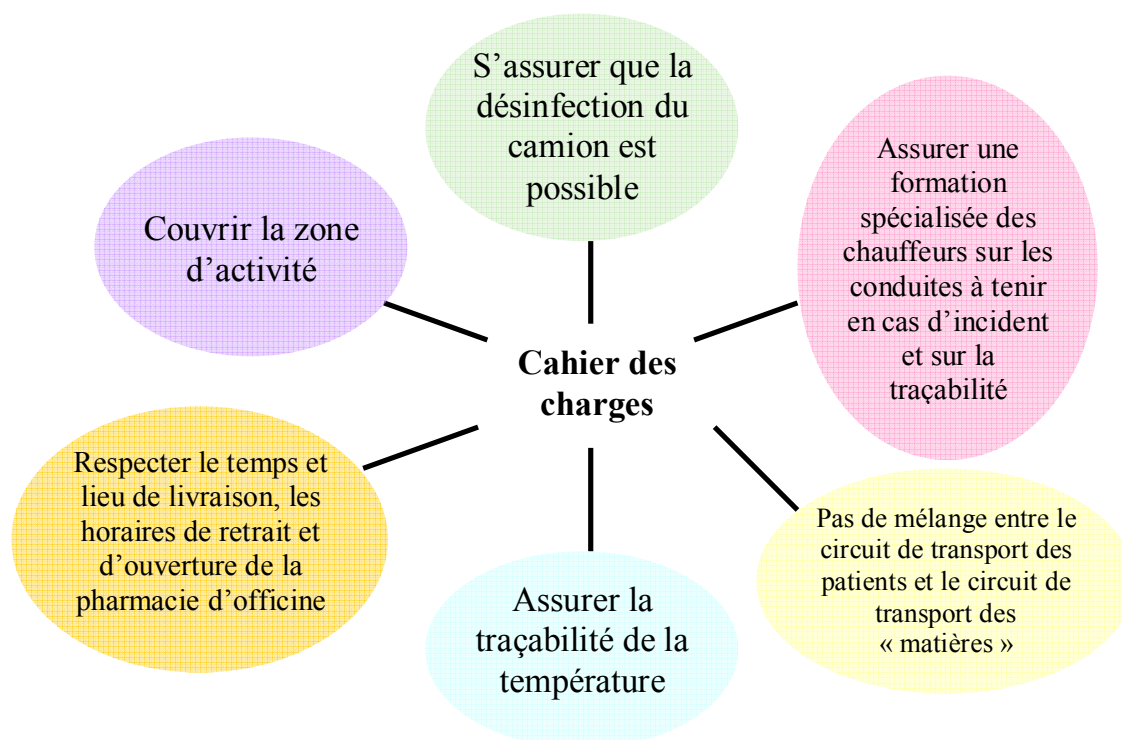 S’assurer que la
désinfection du
camion est
possible
Assurer une
formation
spécialisée des
chauffeurs sur les
conduites à tenir
en cas d’incident
et sur la
traçabilité
Couvrir la zone
d’activité
Cahier des
charges
Respecter le temps et
lieu de livraison, les
horaires de retrait et
d’ouverture de la
pharmacie d’officine
Pas de mélange entre le
circuit de transport des
patients et le circuit de
transport des
« matières »
Assurer la
traçabilité de la
température